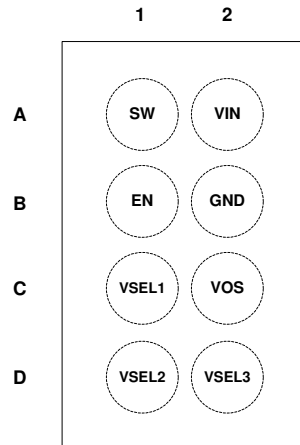 1 2
A SW VIN
B EN GND
C VSEL1 VOS
D VSEL2 VSEL3